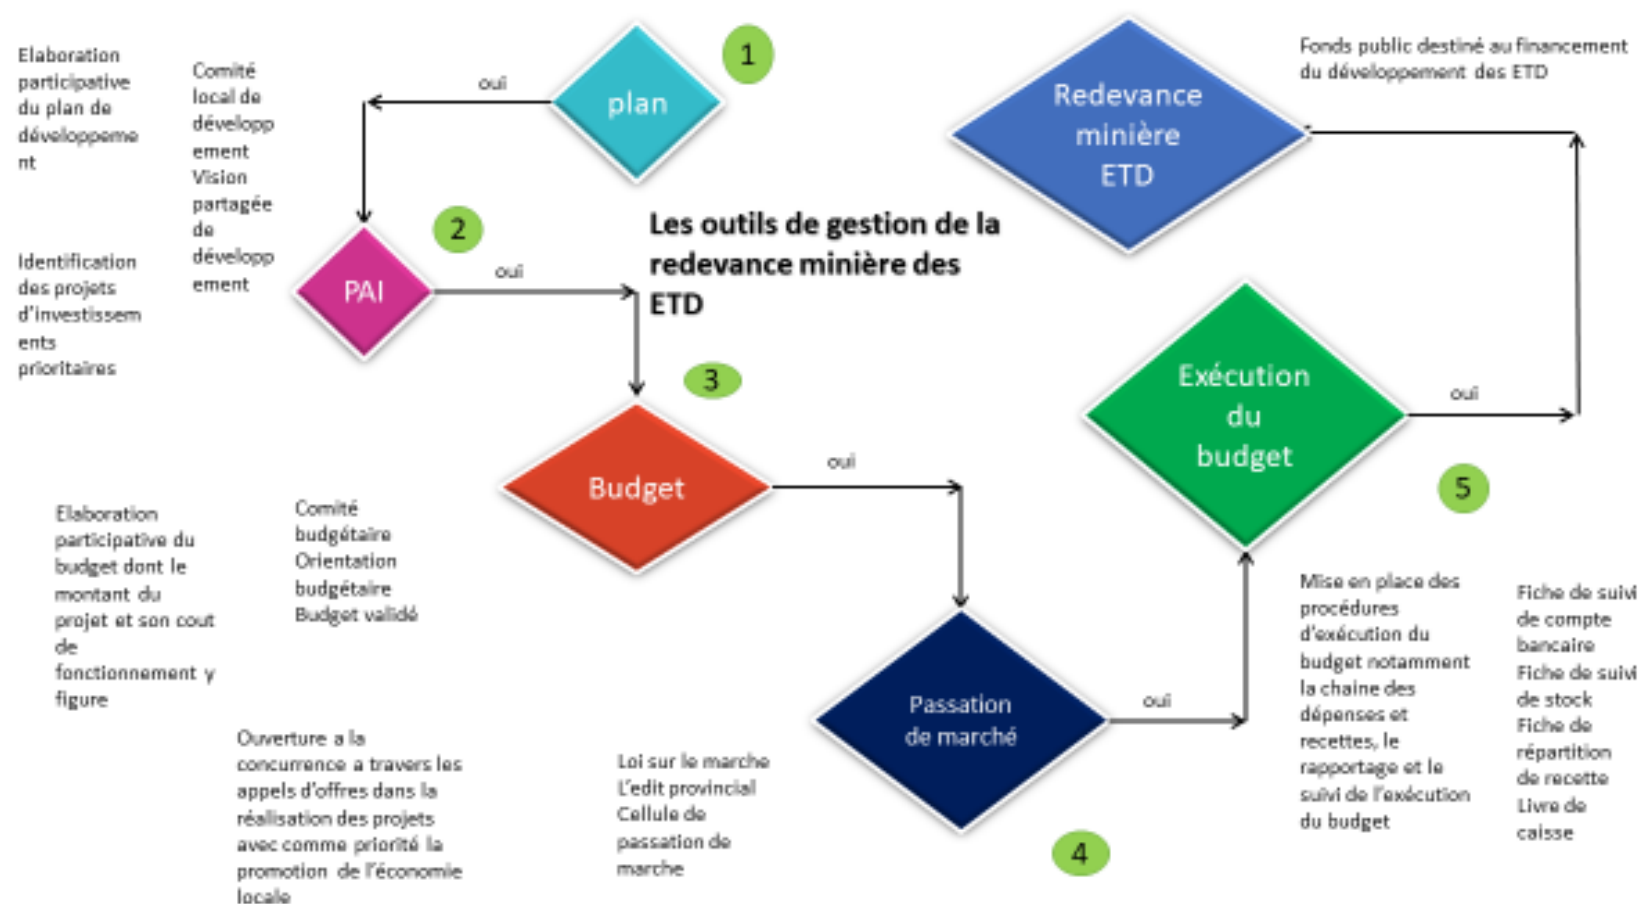 Elaboration
participative
du plan de
développeme
nt
Comité
local de
développ
ement
Vision
partagée
de
développ
ement
oui
plan
1
Redevance
minière
ETD
Fonds public destiné au financement
du développement des ETD
Identification
des projets
d'investissem
ents
prioritaires
PAI
2
oui
Les outils de gestion de la
redevance minière des
ETD
3
Budget
oui
Exécution
du
budget
oui
5
Elaboration
participative du
budget dont le
montant du
projet et son cout
de
fonctionnement y
figure
Comité
budgétaire
Orientation
budgétaire
Budget validé
Passation
de marché
oui
4
Ouverture a la
concurrence a travers les
appels d'offres dans la
réalisation des projets
avec comme priorité la
promotion de l'économie
locale
Loi sur le marche
L'edit provincial
Cellule de
passation de
marche
Mise en place des
procédures
d'exécution du
budget notamment
la chaine des
dépenses et
recettes, le
rapportage et le
suivi de l'exécution
du budget
Fiche de suivi
de compte
bancaire
Fiche de suivi
de stock
Fiche de
répartition
de recette
Livre de
caisse